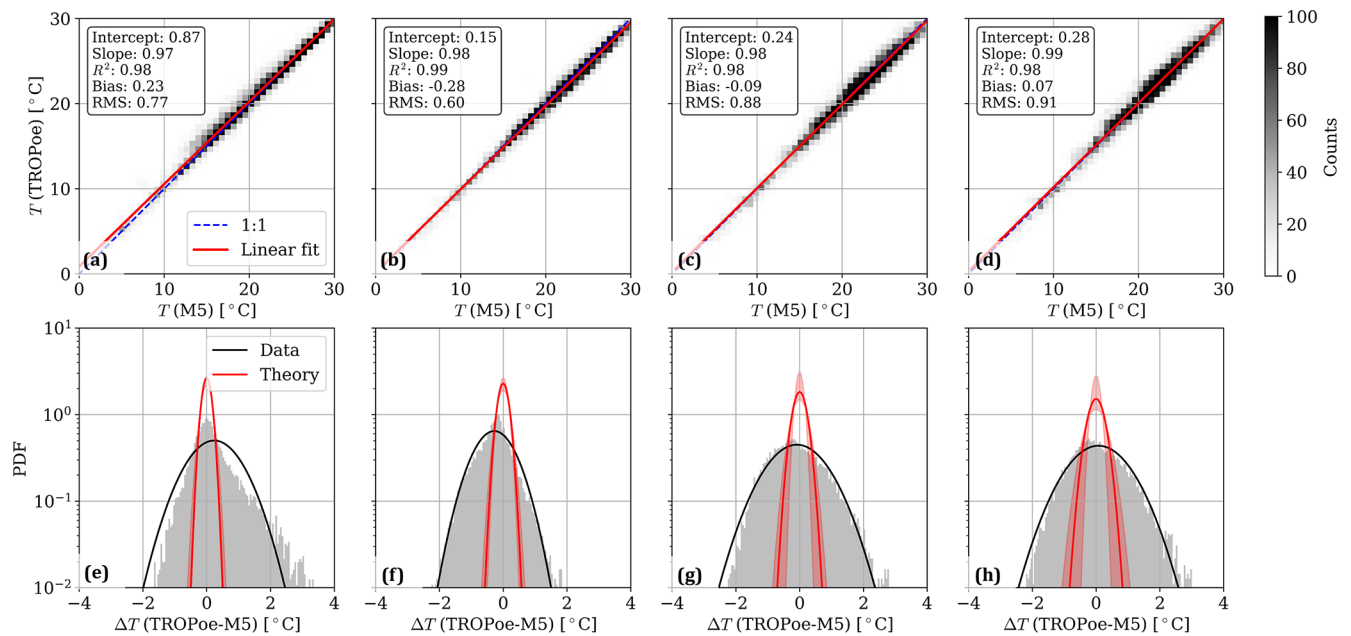 Intercept: 0.87
Slope: 0.97
R²: 0.98
Bias: 0.23
RMS: 0.77
Intercept: 0.15
Slope: 0.98
R²: 0.99
Bias: -0.28
RMS: 0.60
Intercept: 0.24
Slope: 0.98
R²: 0.98
Bias: -0.09
RMS: 0.88
Intercept: 0.28
Slope: 0.99
R²: 0.98
Bias: 0.07
RMS: 0.91
30
20
10
0
T (TROPoe) [°C]
1:1
Linear fit
(a)
(b)
(c)
(d)
0 10 20 30
0 10 20 30
0 10 20 30
0 10 20 30
T (M5) [°C]
T (M5) [°C]
T (M5) [°C]
T (M5) [°C]
100
80
60
40
20
0
Counts
10¹
10⁰
10⁻¹
10⁻²
PDF
Data
Theory
(e)
(f)
(g)
(h)
−4 −2 0 2 4
−4 −2 0 2 4
−4 −2 0 2 4
−4 −2 0 2 4
ΔT (TROPoe-M5) [°C]
ΔT (TROPoe-M5) [°C]
ΔT (TROPoe-M5) [°C]
ΔT (TROPoe-M5) [°C]